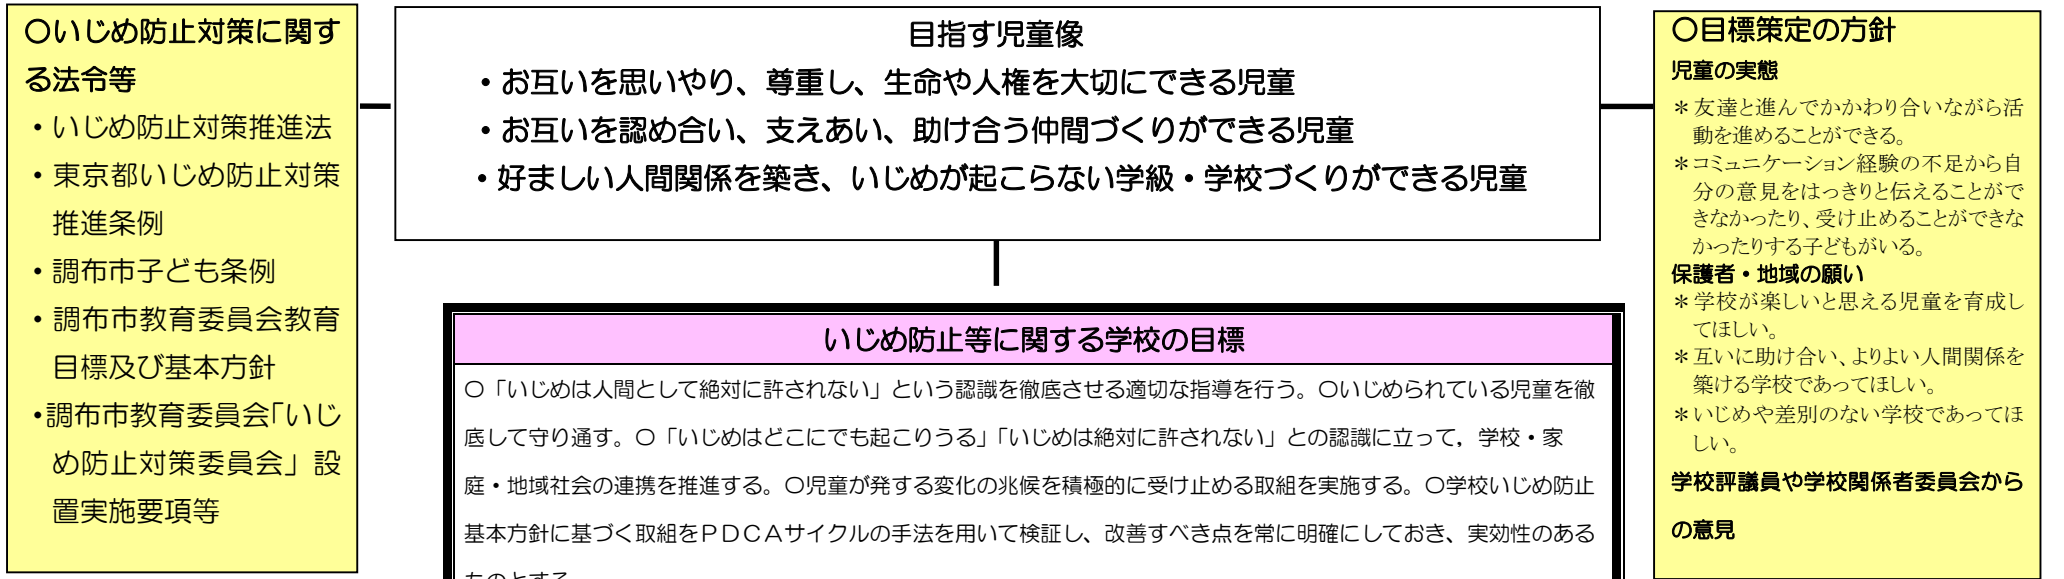 〇いじめ防止対策に関す
る法令等
・いじめ防止対策推進法
・東京都いじめ防止対策
推進条例
・調布市子ども条例
・調布市教育委員会教育
目標及び基本方針
・調布市教育委員会「いじ
め防止対策委員会」設
置実施要項等
目指す児童像
・お互いを思いやり、尊重し、生命や人権を大切にできる児童
・お互いを認め合い、支えあい、助け合う仲間づくりができる児童
・好ましい人間関係を築き、いじめが起こらない学級・学校づくりができる児童
いじめ防止等に関する学校の目標
〇「いじめは人間として絶対に許されない」という認識を徹底させる適切な指導を行う。〇いじめられている児童を徹
底して守り通す。〇「いじめはどこにでも起こりうる」「いじめは絶対に許されない」との認識に立って，学校・家
庭・地域社会の連携を推進する。〇児童が発する変化の兆候を積極的に受け止める取組を実施する。〇学校いじめ防止
基本方針に基づく取組をＰＤＣＡサイクルの手法を用いて検証し、改善すべき点を常に明確にしておき、実効性のある
ものとする
〇目標策定の方針
児童の実態
＊友達と進んでかかわり合いながら活
動を進めることができる。
＊コミュニケーション経験の不足から自
分の意見をはっきりと伝えることがで
きなかったり、受け止めることができな
かったりする子どもがいる。
保護者・地域の願い
＊学校が楽しいと思える児童を育成し
てほしい。
＊互いに助け合い、よりよい人間関係を
築ける学校であってほしい。
＊いじめや差別のない学校であってほ
しい。
学校評議員や学校関係者委員会から
の意見